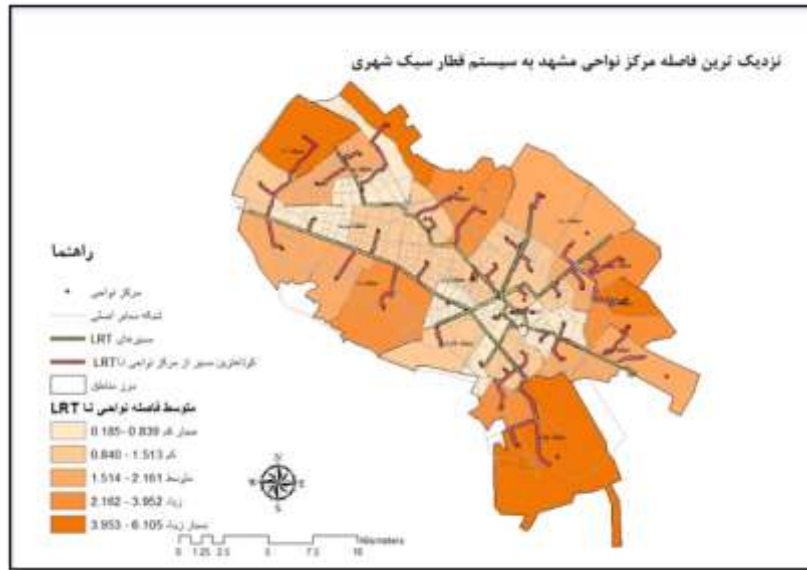 نزدیک ترین فاصله مرکز نواحی مشهد به سیستم قطار سبک شهری
راهنما
مرکز نواحی
شبکه معابر اصلی
مسیرهای LRT
کوتاهترین مسیر از مرکز نواحی تا LRT
مرز مناطق
متوسط فاصله نواحی تا LRT
بسیار کم 0.185 - 0.839
کم 0.840 - 1.513
متوسط 1.514 - 2.161
زیاد 2.162 - 3.952
بسیار زیاد 3.953 - 6.105
N
W E
S
Kilometers
0 1.25 2.5 5 7.5 10